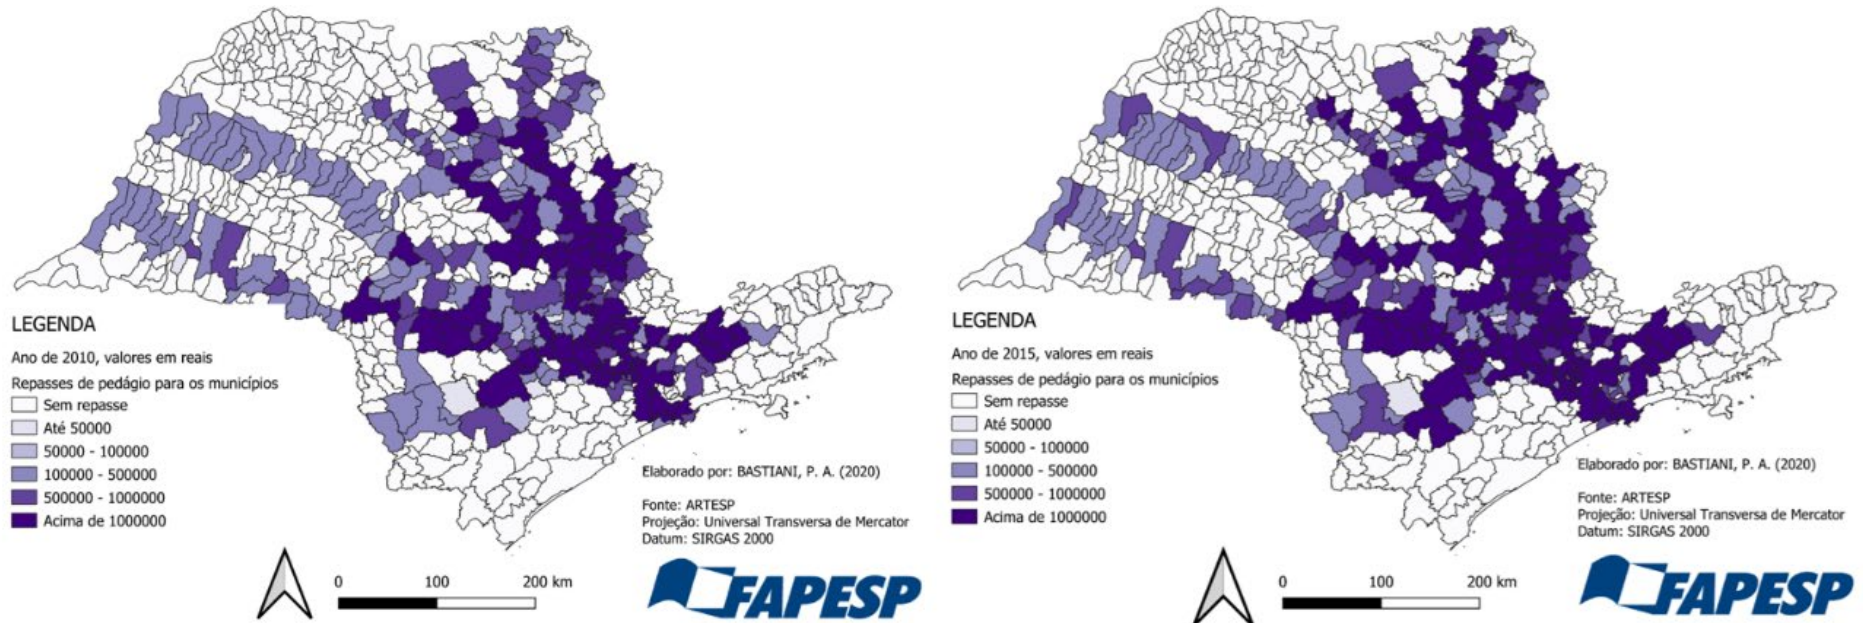 LEGENDA
Ano de 2010, valores em reais
Repasses de pedágio para os municípios
Sem repasse
Até 50000
50000 - 100000
100000 - 500000
500000 - 1000000
Acima de 1000000
Elaborado por: BASTIANI, P. A. (2020)
Fonte: ARTESP
Projeção: Universal Transversa de Mercator
Datum: SIRGAS 2000
0 100 200 km
FAPESP
LEGENDA
Ano de 2015, valores em reais
Repasses de pedágio para os municípios
Sem repasse
Até 50000
50000 - 100000
100000 - 500000
500000 - 1000000
Acima de 1000000
Elaborado por: BASTIANI, P. A. (2020)
Fonte: ARTESP
Projeção: Universal Transversa de Mercator
Datum: SIRGAS 2000
0 100 200 km
FAPESP